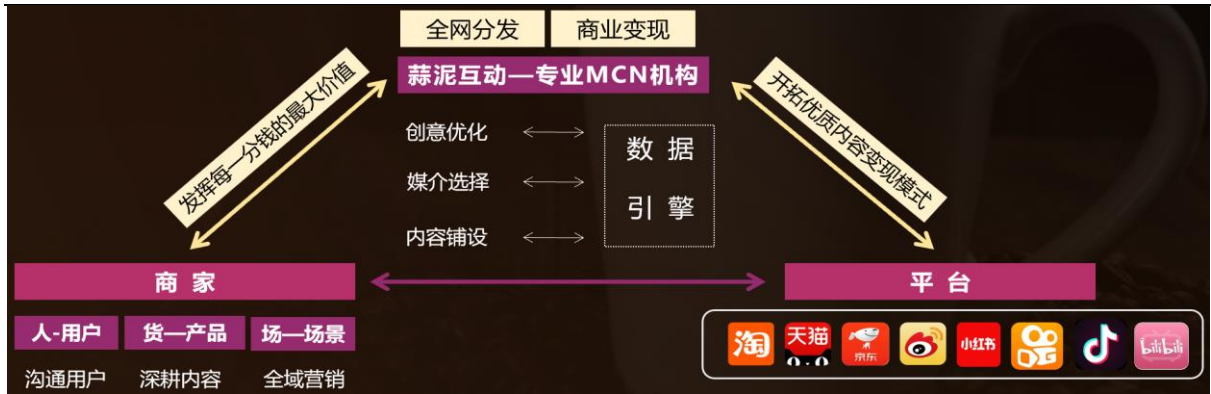 全网分发
商业变现
蒜泥互动—专业MCN机构
发挥每一分钱的最大价值
开拓优质内容变现模式
创意优化
媒介选择
内容铺设
数 据
引 擎
商 家
平 台
人-用户
货—产品
场—场景
沟通用户
深耕内容
全域营销
淘
天猫
京东
小红书
bilibili